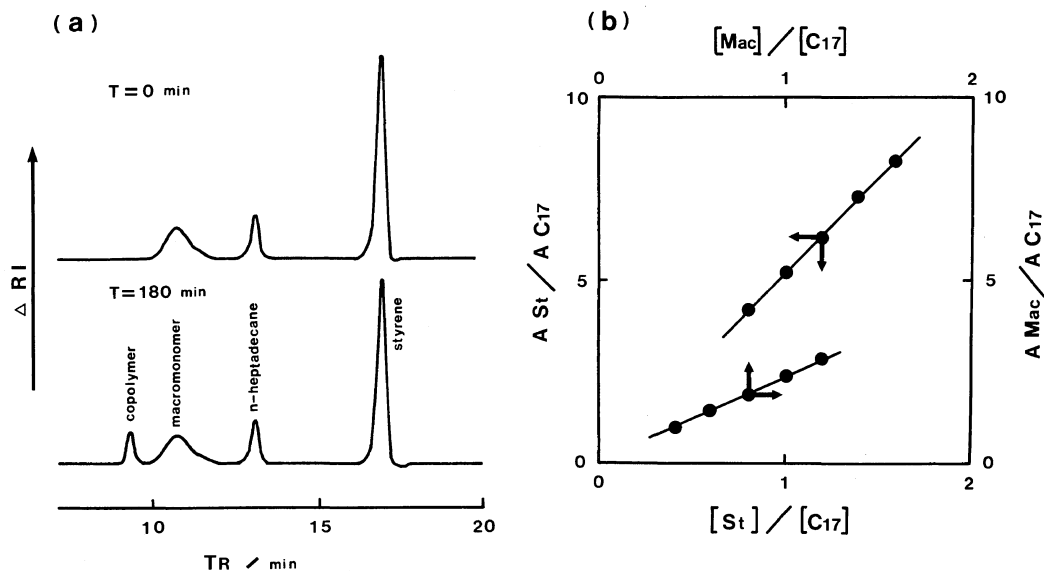 (a)
T=0 min
T=180 min
copolymer
macromonomer
n-heptadecane
styrene
△ RI
10 15 20
TR / min
(b)
[Mac]/[C17]
0 1 2
10 10
5 5
0 0
A St/A C17
A Mac/A C17
0 1 2
[St]/[C17]